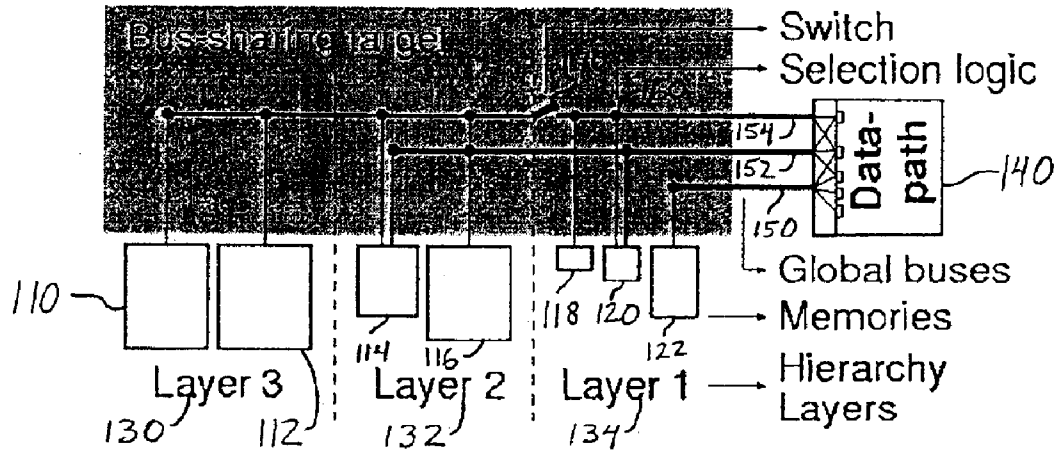 Bus-sharing target
Switch
Selection logic
160
154
152
150
Data-
path
140
Global buses
110
114
116
118
120
122
Memories
Layer 3
Layer 2
Layer 1
Hierarchy
Layers
130
112
132
134